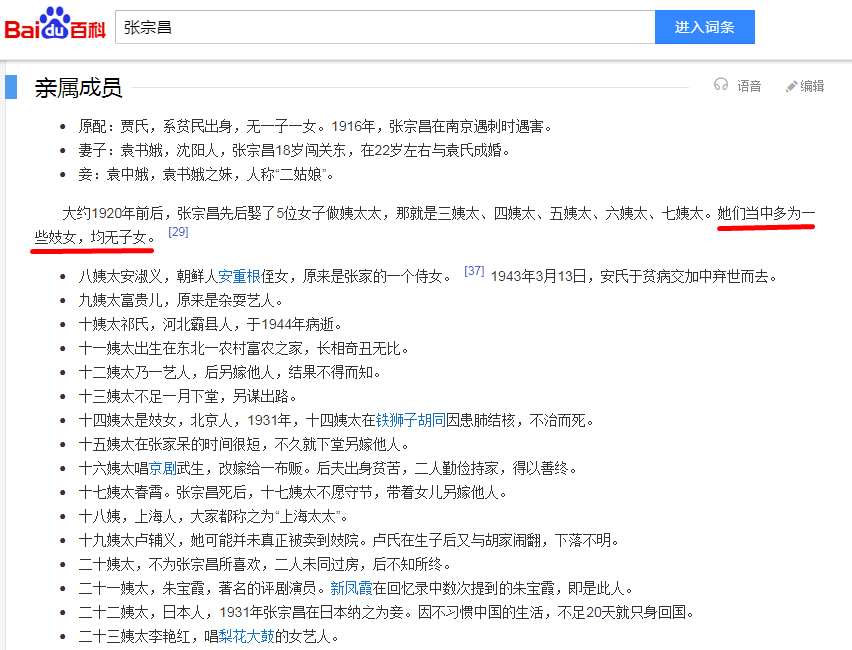 Bai du 百科
张宗昌
进入词条
亲属成员
语音
编辑
原配：贾氏，系贫民出身，无一子一女。1916年，张宗昌在南京遇刺时遇害。
妻子：袁书娥，沈阳人，张宗昌18岁闯关东，在22岁左右与袁氏成婚。
妾：袁中娥，袁书娥之妹，人称“二姑娘”。
大约1920年前后，张宗昌先后娶了5位女子做姨太太，那就是三姨太、四姨太、五姨太、六姨太、七姨太。她们当中多为一
些妓女，均无子女。 [29]
八姨太安淑义，朝鲜人安重根侄女，原来是张家的一个侍女。 [37] 1943年3月13日，安氏于贫病交加中弃世而去。
九姨太富贵儿，原来是杂耍艺人。
十姨太祁氏，河北霸县人，于1944年病逝。
十一姨太出生在东北一农村富农之家，长相奇丑无比。
十二姨太乃一艺人，后另嫁他人，结果不得而知。
十三姨太不足一月下堂，另谋出路。
十四姨太是妓女，北京人，1931年，十四姨太在铁狮子胡同因患肺结核，不治而死。
十五姨太在张家呆的时间很短，不久就下堂另嫁他人。
十六姨太唱京剧武生，改嫁给一布贩。后夫出身贫苦，二人勤俭持家，得以善终。
十七姨太春霄。张宗昌死后，十七姨太不愿守节，带着女儿另嫁他人。
十八姨，上海人，大家都称之为“上海太太”。
十九姨太卢辅义，她可能并未真正被卖到妓院。卢氏在生子后又与胡家闹翻，下落不明。
二十姨太，不为张宗昌所喜欢，二人未同过房，后不知所终。
二十一姨太，朱宝霞，著名的评剧演员。新凤霞在回忆录中数次提到的朱宝霞，即是此人。
二十二姨太，日本人，1931年张宗昌在日本纳之为妾。因不习惯中国的生活，不足20天就只身回国。
二十三姨太李艳红，唱梨花大鼓的女艺人。